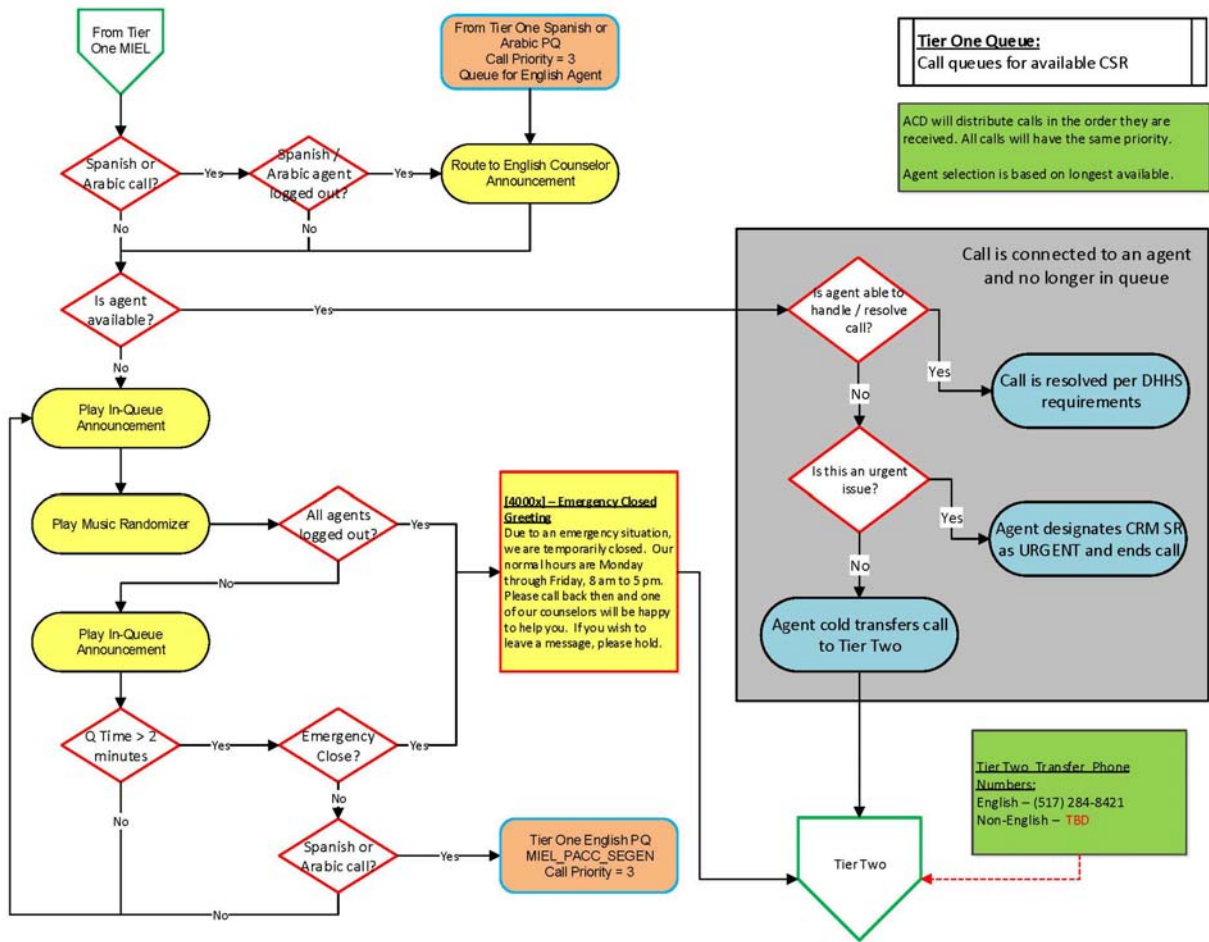 From Tier
One MIEL
From Tier One Spanish or
Arabic PQ
Call Priority = 3
Queue for English Agent
Tier One Queue:
Call queues for available CSR
ACD will distribute calls in the order they are
received. All calls will have the same priority.
Agent selection is based on longest available.
Spanish or
Arabic call?
Yes
Spanish /
Arabic agent
logged out?
Yes
Route to English Counselor
Announcement
No
No
Call is connected to an agent
and no longer in queue
Is agent
available?
Yes
Is agent able to
handle / resolve
call?
No
Yes
Call is resolved per DHHS
requirements
No
Play In-Queue
Announcement
Is this an urgent
issue?
Yes
Agent designates CRM SR
as URGENT and ends call
No
Play Music Randomizer
All agents
logged out?
Yes
No
[4000x] – Emergency Closed
Greeting
Due to an emergency situation,
we are temporarily closed. Our
normal hours are Monday
through Friday, 8 am to 5 pm.
Please call back then and one
of our counselors will be happy
to help you. If you wish to
leave a message, please hold.
Agent cold transfers call
to Tier Two
Play In-Queue
Announcement
Q Time > 2
minutes
Yes
Emergency
Close?
Yes
No
No
Tier Two Transfer Phone
Numbers:
English – (517) 284-8421
Non-English – TBD
Spanish or
Arabic call?
Yes
Tier One English PQ
MIEL_PACC_SEGEN
Call Priority = 3
No
Tier Two